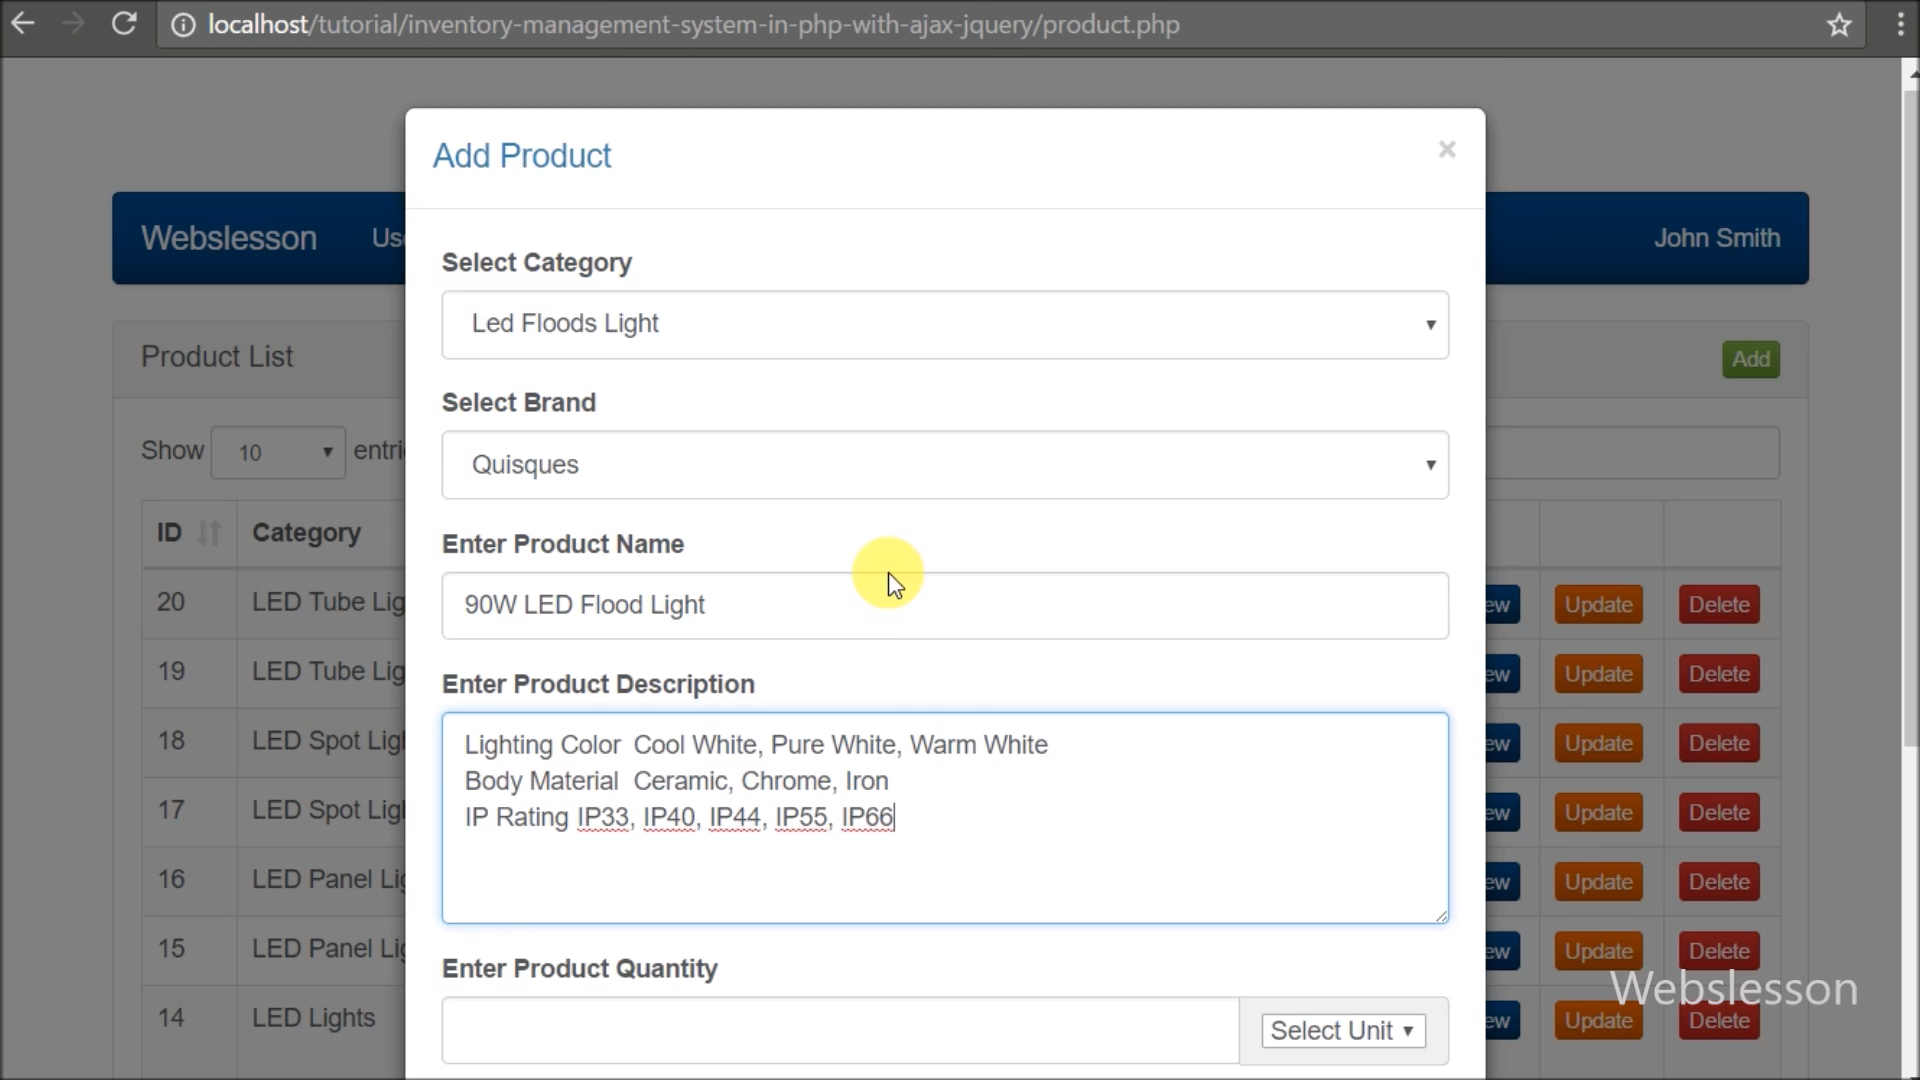 localhost/tutorial/inventory-management-system-in-php-with-ajax-jquery/product.php
Add Product
×
Webslesson
John Smith
Select Category
Led Floods Light
Product List
Add
Select Brand
Show 10
Quisques
ID Category
Enter Product Name
90W LED Flood Light
20 LED Tube Lig
Update Delete
19 LED Tube Lig
Update Delete
Enter Product Description
Lighting Color  Cool White, Pure White, Warm White
Body Material  Ceramic, Chrome, Iron
IP Rating IP33, IP40, IP44, IP55, IP66
18 LED Spot Ligh
Update Delete
17 LED Spot Ligh
Update Delete
16 LED Panel Lig
Update Delete
15 LED Panel Lig
Update Delete
Enter Product Quantity
Webslesson
14 LED Lights
Select Unit
Update Delete